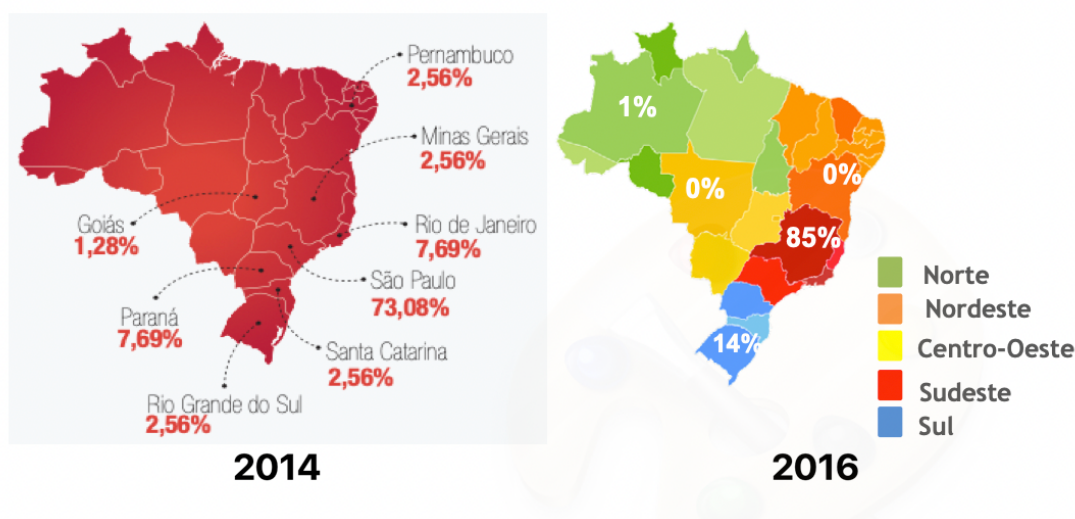 Pernambuco
2,56%
Minas Gerais
2,56%
Goiás
1,28%
Rio de Janeiro
7,69%
São Paulo
73,08%
Paraná
7,69%
Santa Catarina
2,56%
Rio Grande do Sul
2,56%
2014
1%
0%
0%
85%
14%
Norte
Nordeste
Centro-Oeste
Sudeste
Sul
2016